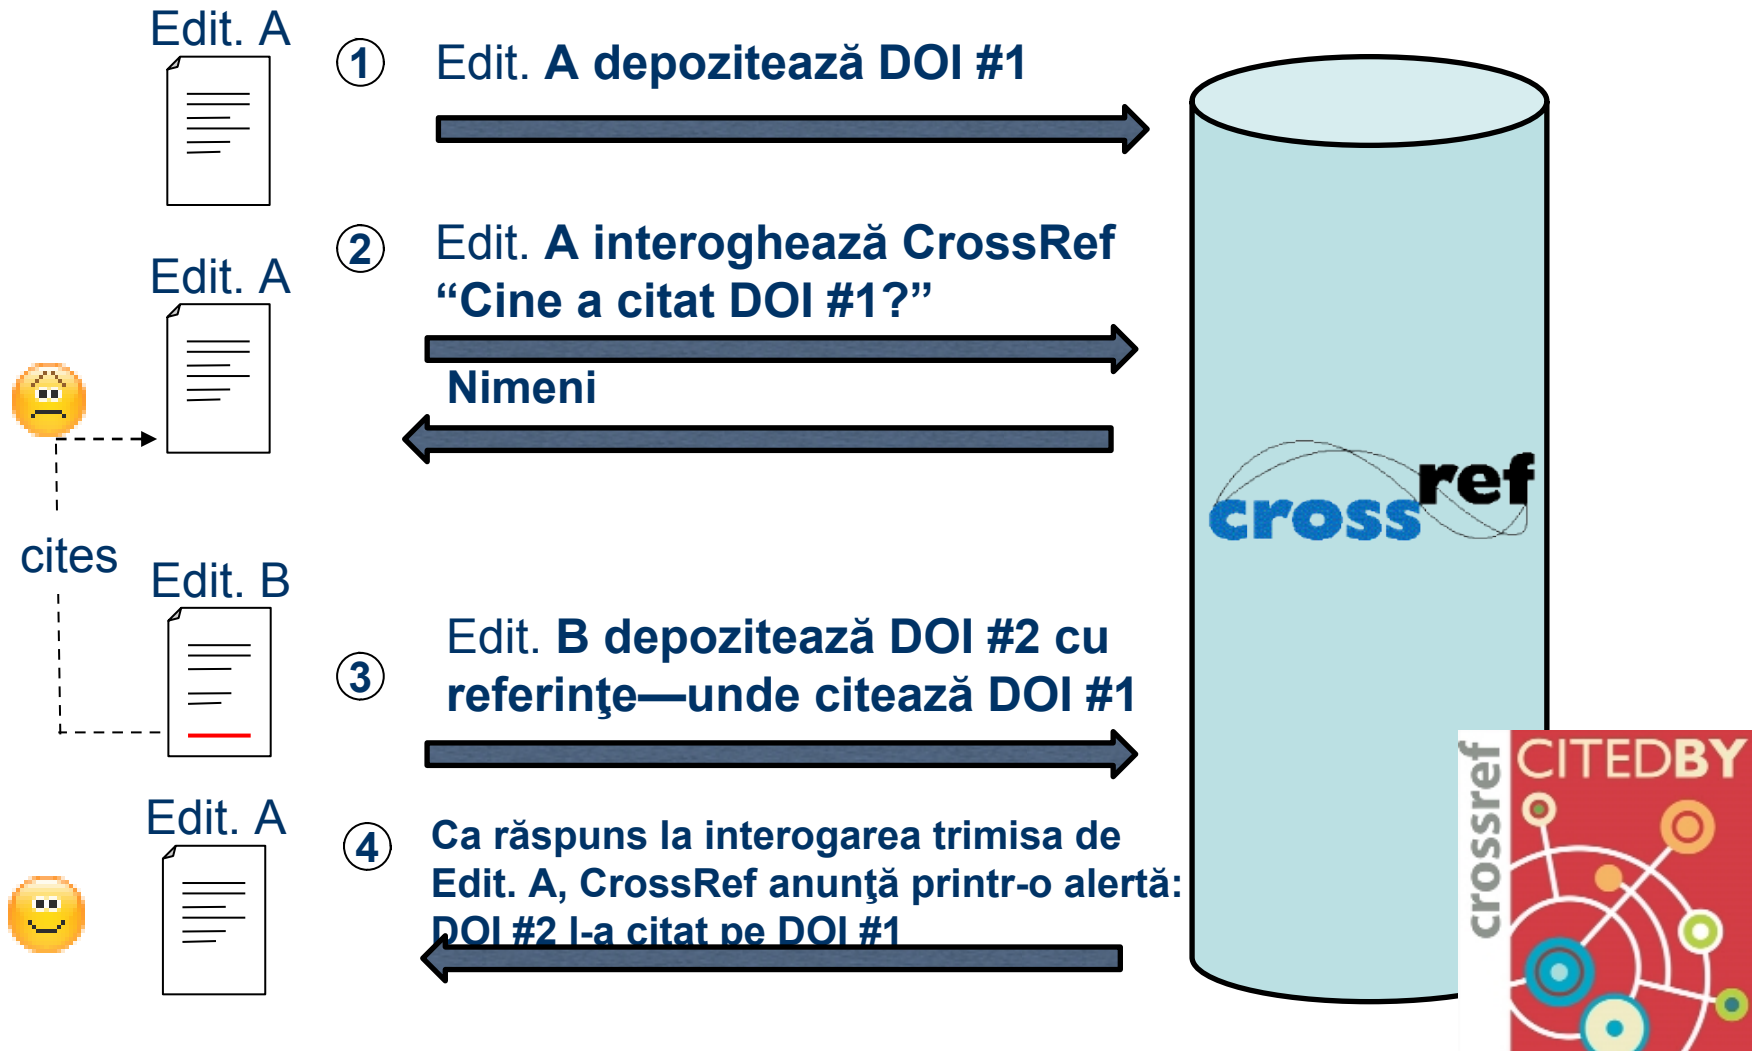 Edit. A
1
Edit. A depozitează DOI #1
2
Edit. A interoghează CrossRef
“Cine a citat DOI #1?”
Edit. A
Nimeni
crossref
cites
Edit. B
3
Edit. B depozitează DOI #2 cu
referinţe—unde citează DOI #1
Edit. A
4
Ca răspuns la interogarea trimisa de
Edit. A, CrossRef anunţă printr-o alertă:
DOI #2 l-a citat pe DOI #1
crossref
CITEDBY